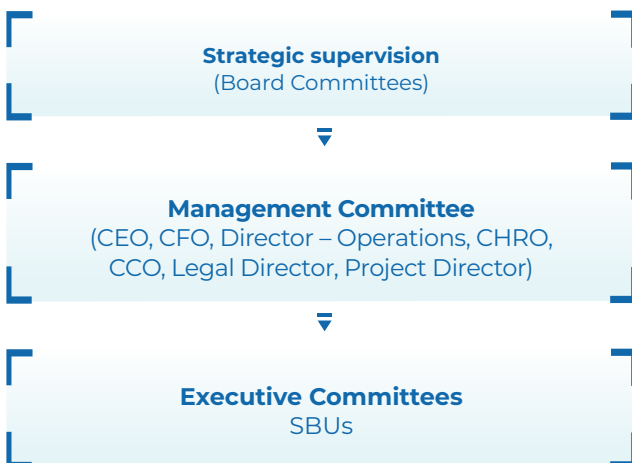 Strategic supervision
(Board Committees)
Management Committee
(CEO, CFO, Director – Operations, CHRO,
CCO, Legal Director, Project Director)
Executive Committees
SBUs